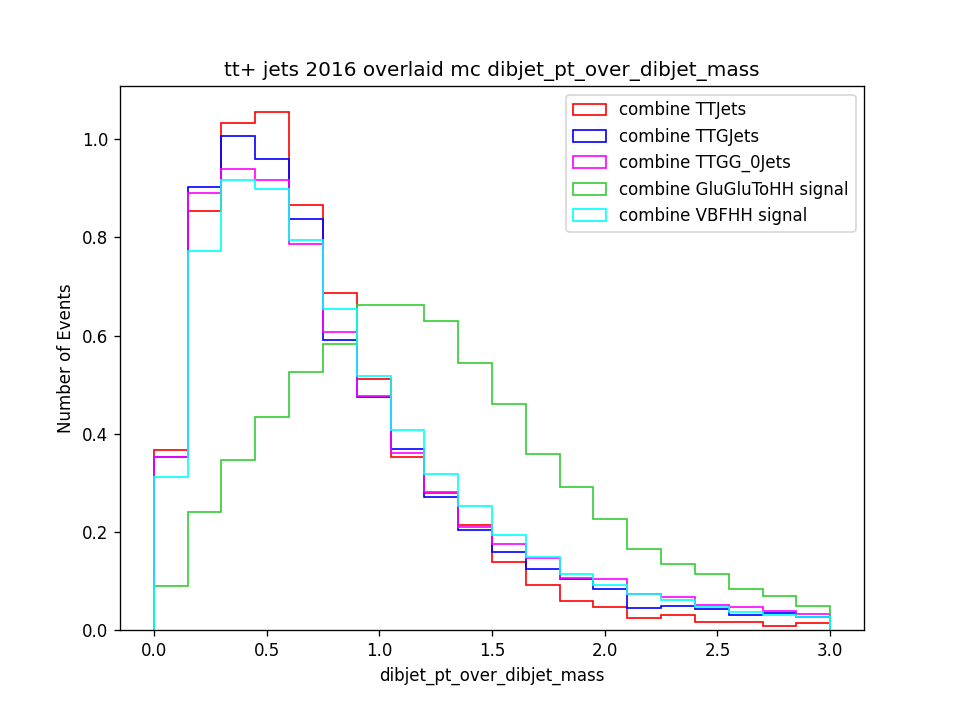 tt+ jets 2016 overlaid mc dibjet_pt_over_dibjet_mass
combine TTJets
combine TTGJets
combine TTGG_0Jets
combine GluGluToHH signal
combine VBFHH signal
Number of Events
1.0
0.8
0.6
0.4
0.2
0.0
0.0 0.5 1.0 1.5 2.0 2.5 3.0
dibjet_pt_over_dibjet_mass